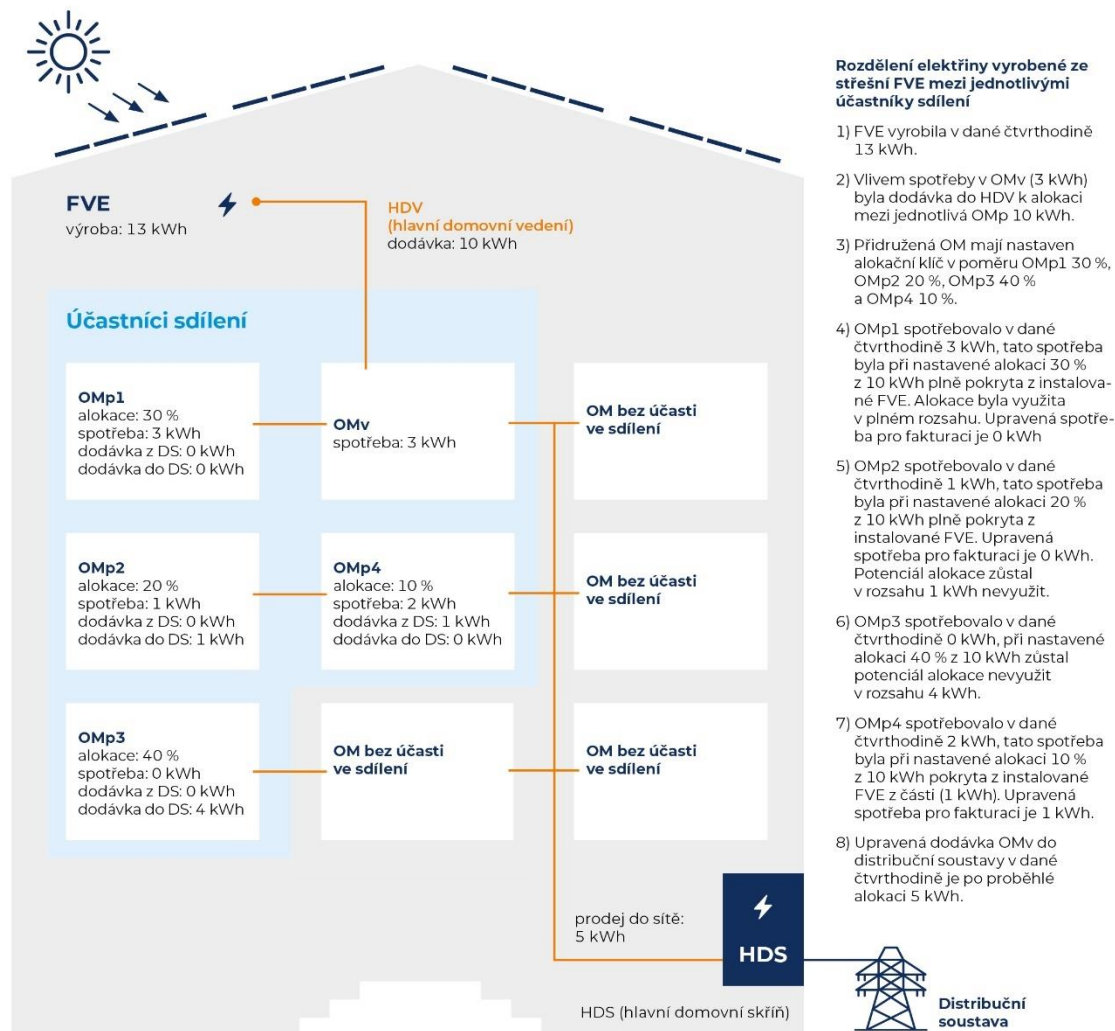 FVE
výroba: 13 kWh
HDV
(hlavní domovní vedení)
dodávka: 10 kWh
Účastníci sdílení
OMp1
alokace: 30 %
spotřeba: 3 kWh
dodávka z DS: 0 kWh
dodávka do DS: 0 kWh
OMv
spotřeba: 3 kWh
OM bez účasti
ve sdílení
OMp2
alokace: 20 %
spotřeba: 1 kWh
dodávka z DS: 0 kWh
dodávka do DS: 1 kWh
OMp4
alokace: 10 %
spotřeba: 2 kWh
dodávka z DS: 1 kWh
dodávka do DS: 0 kWh
OM bez účasti
ve sdílení
OMp3
alokace: 40 %
spotřeba: 0 kWh
dodávka z DS: 0 kWh
dodávka do DS: 4 kWh
OM bez účasti
ve sdílení
OM bez účasti
ve sdílení
prodej do sítě:
5 kWh
HDS
HDS (hlavní domovní skříň)
Distribuční
soustava
Rozdělení elektřiny vyrobené ze
střešní FVE mezi jednotlivými
účastníky sdílení
1) FVE vyrobila v dané čtvrthodině
13 kWh.
2) Vlivem spotřeby v OMv (3 kWh)
byla dodávka do HDV k alokaci
mezi jednotlivá OMp 10 kWh.
3) Přidružená OM mají nastaven
alokační klíč v poměru OMp1 30 %,
OMp2 20 %, OMp3 40 %
a OMp4 10 %.
4) OMp1 spotřebovalo v dané
čtvrthodině 3 kWh, tato spotřeba
byla při nastavené alokaci 30 %
z 10 kWh plně pokryta z instalova-
né FVE. Alokace byla využita
v plném rozsahu. Upravená spotře-
ba pro fakturaci je 0 kWh
5) OMp2 spotřebovalo v dané
čtvrthodině 1 kWh, tato spotřeba
byla při nastavené alokaci 20 %
z 10 kWh plně pokryta z
instalované FVE. Upravená
spotřeba pro fakturaci je 0 kWh.
Potenciál alokace zůstal
v rozsahu 1 kWh nevyužit.
6) OMp3 spotřebovalo v dané
čtvrthodině 0 kWh, při nastavené
alokaci 40 % z 10 kWh zůstal
potenciál alokace nevyužit
v rozsahu 4 kWh.
7) OMp4 spotřebovalo v dané
čtvrthodině 2 kWh, tato spotřeba
byla při nastavené alokaci 10 %
z 10 kWh pokryta z instalované
FVE z části (1 kWh). Upravená
spotřeba pro fakturaci je 1 kWh.
8) Upravená dodávka OMv do
distribuční soustavy v dané
čtvrthodině je po proběhlé
alokaci 5 kWh.